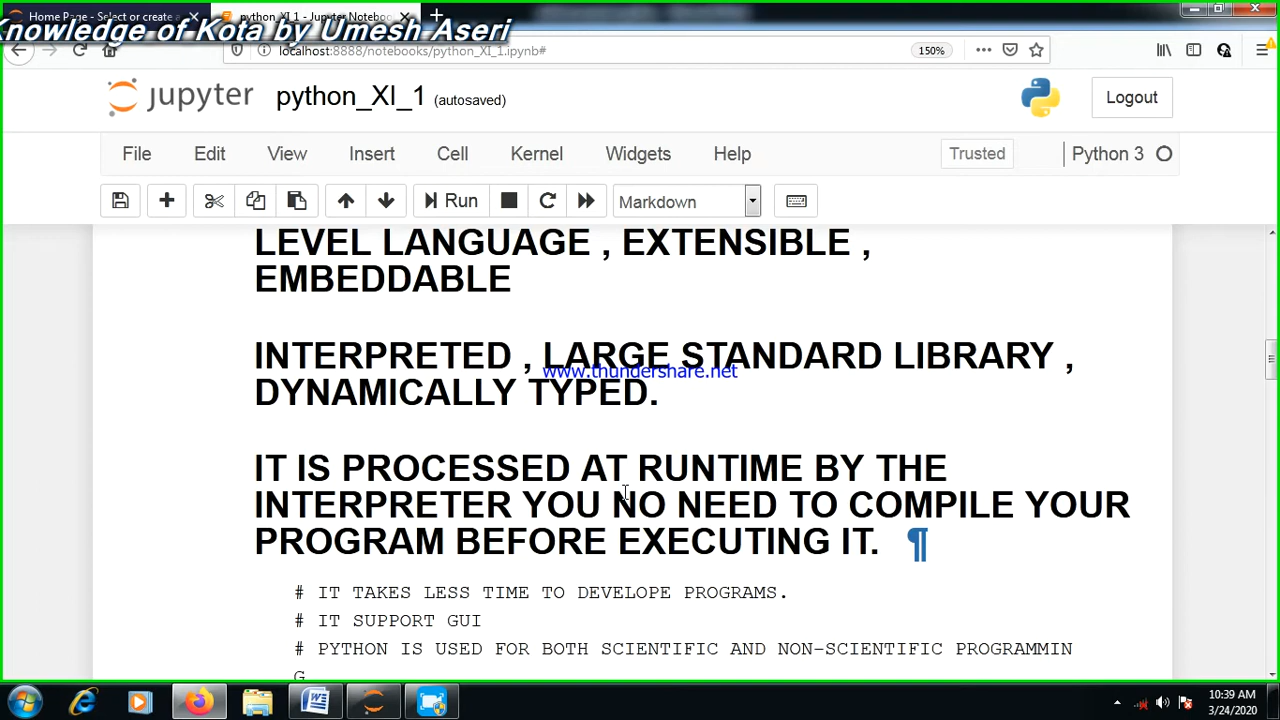 Home Page - Select or create a
python_XI_1 - Jupyter Noteboo
Knowledge of Kota by Umesh Aseri
localhost:8888/notebooks/python_XI_1.ipynb#
150%
jupyter
python_XI_1 (autosaved)
Logout
File Edit View Insert Cell Kernel Widgets Help
Trusted
Python 3
Run
Markdown
LEVEL LANGUAGE , EXTENSIBLE ,
EMBEDDABLE
INTERPRETED , LARGE STANDARD LIBRARY ,
www.thundershare.net
DYNAMICALLY TYPED.
IT IS PROCESSED AT RUNTIME BY THE
INTERPRETER YOU NO NEED TO COMPILE YOUR
PROGRAM BEFORE EXECUTING IT. ¶
# IT TAKES LESS TIME TO DEVELOPE PROGRAMS.
# IT SUPPORT GUI
# PYTHON IS USED FOR BOTH SCIENTIFIC AND NON-SCIENTIFIC PROGRAMMIN
G
10:39 AM
3/24/2020